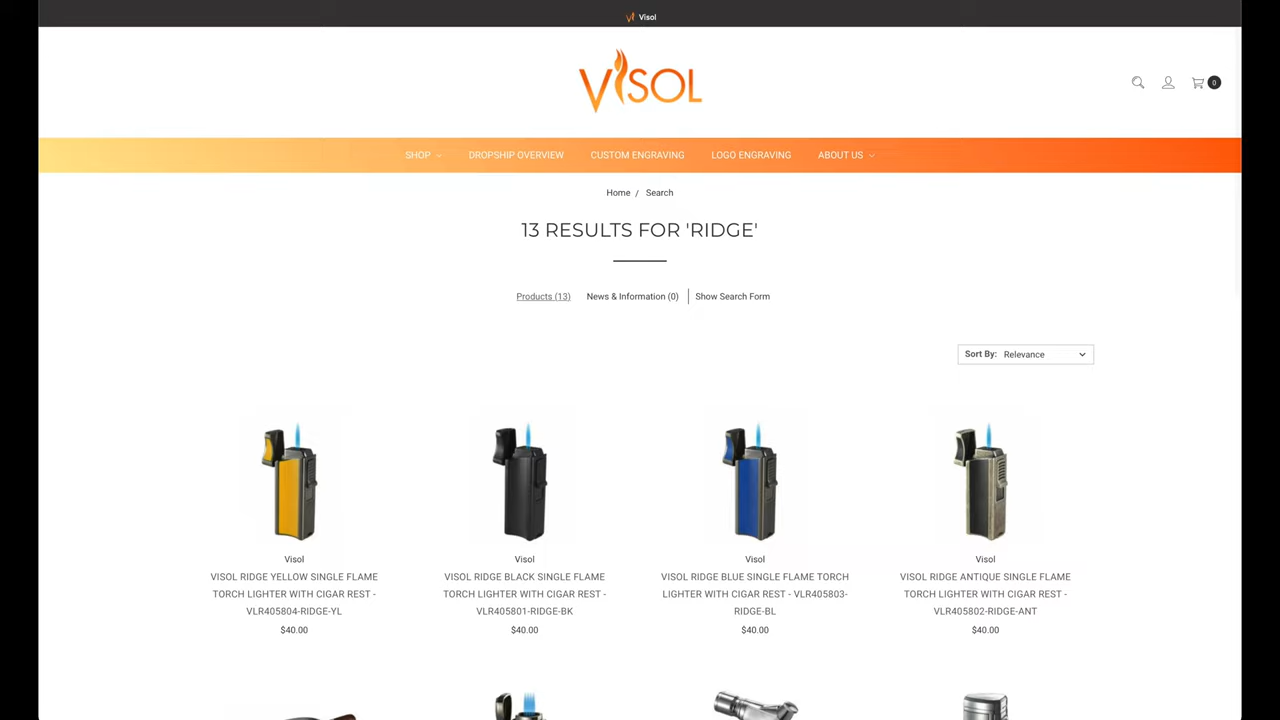 Visol
VISOL
0
SHOP
DROPSHIP OVERVIEW
CUSTOM ENGRAVING
LOGO ENGRAVING
ABOUT US
Home / Search
13 RESULTS FOR 'RIDGE'
Products (13)
News & Information (0)
Show Search Form
Sort By: Relevance
Visol
VISOL RIDGE YELLOW SINGLE FLAME
TORCH LIGHTER WITH CIGAR REST -
VLR405804-RIDGE-YL
$40.00
Visol
VISOL RIDGE BLACK SINGLE FLAME
TORCH LIGHTER WITH CIGAR REST -
VLR405801-RIDGE-BK
$40.00
Visol
VISOL RIDGE BLUE SINGLE FLAME TORCH
LIGHTER WITH CIGAR REST - VLR405803-
RIDGE-BL
$40.00
Visol
VISOL RIDGE ANTIQUE SINGLE FLAME
TORCH LIGHTER WITH CIGAR REST -
VLR405802-RIDGE-ANT
$40.00